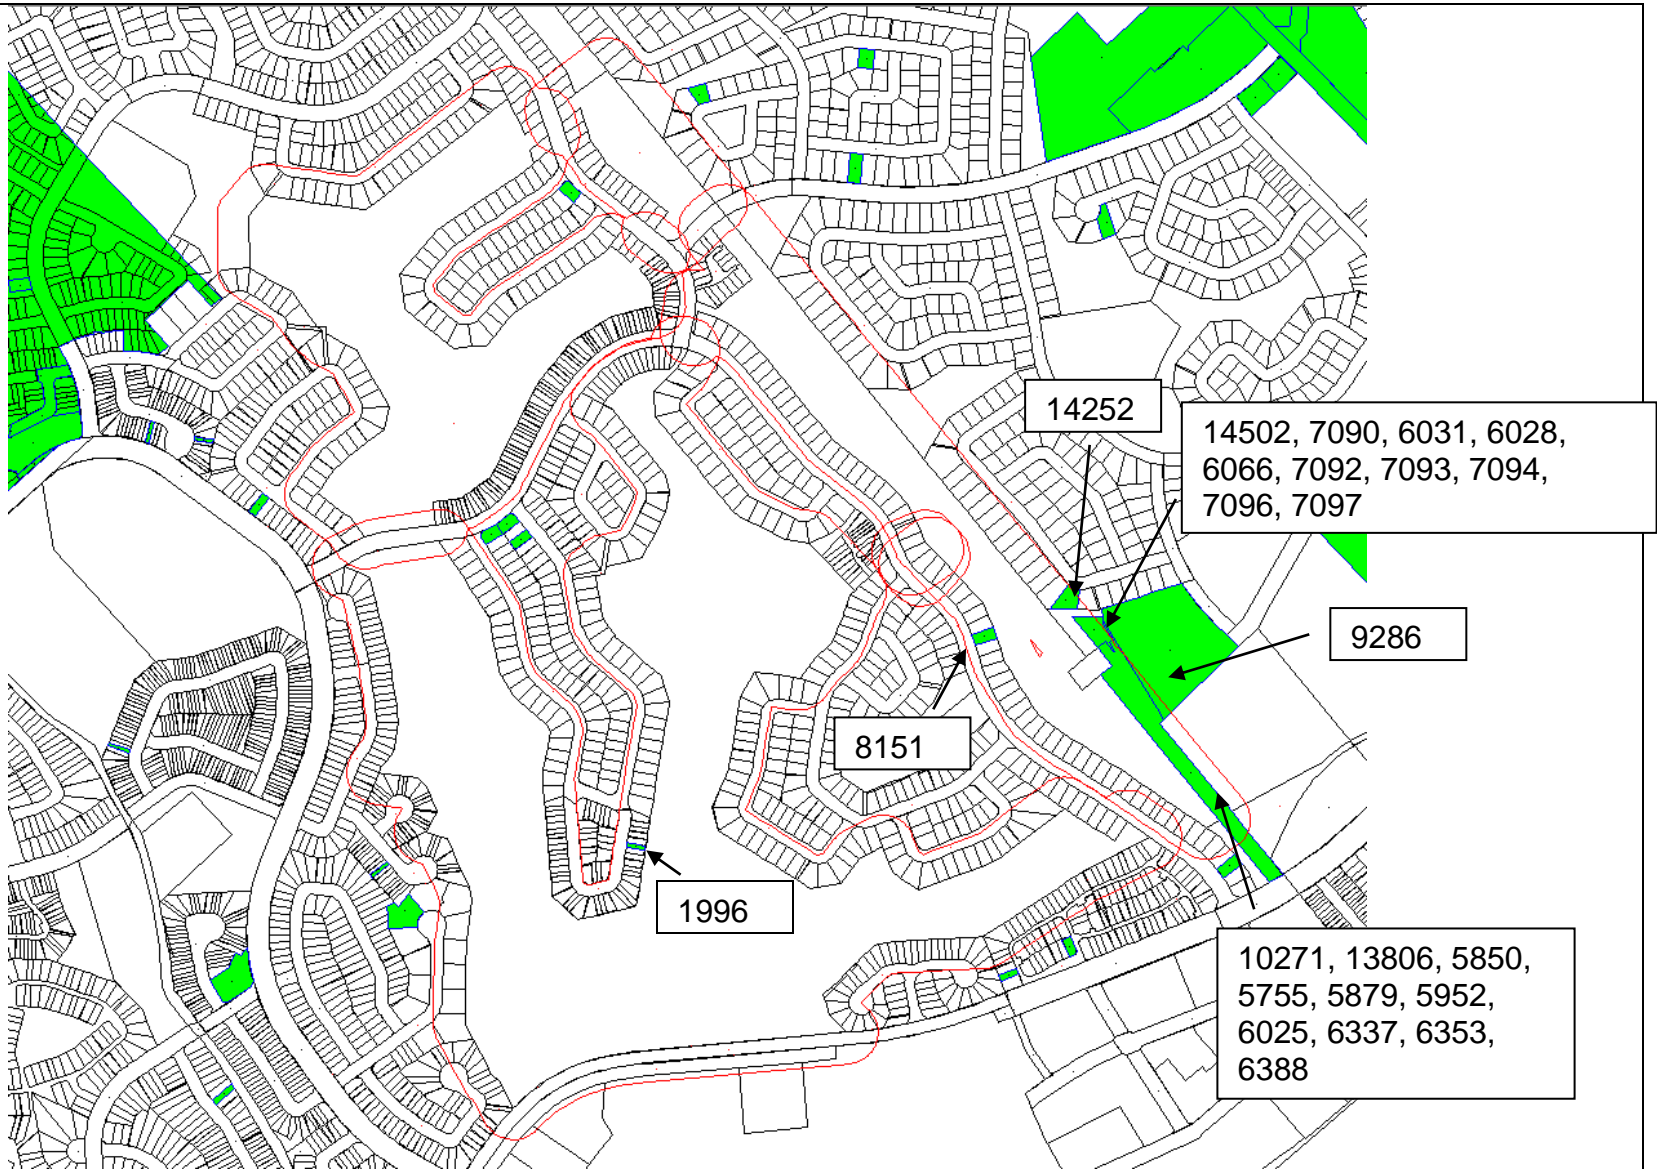 14252
14502, 7090, 6031, 6028,
6066, 7092, 7093, 7094,
7096, 7097
9286
8151
1996
10271, 13806, 5850,
5755, 5879, 5952,
6025, 6337, 6353,
6388